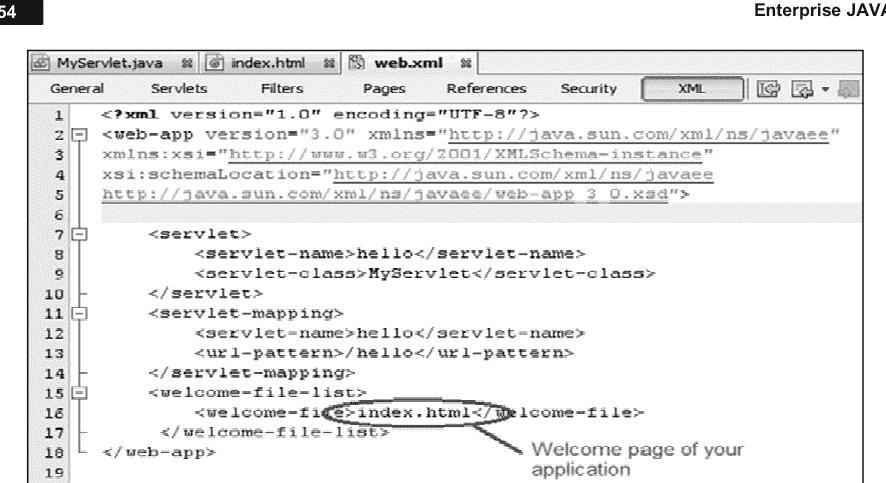 54
Enterprise JAVA
MyServlet.java index.html web.xml
General Servlets Filters Pages References Security XML
1 <?xml version="1.0" encoding="UTF-8"?>
2 <web-app version="3.0" xmlns="http://java.sun.com/xml/ns/javaee"
3 xmlns:xsi="http://www.w3.org/2001/XMLSchema-instance"
4 xsi:schemaLocation="http://java.sun.com/xml/ns/javaee
5 http://java.sun.com/xml/ns/javaee/web-app_3_0.xsd">
6
7 <servlet>
8 <servlet-name>hello</servlet-name>
9 <servlet-class>MyServlet</servlet-class>
10 </servlet>
11 <servlet-mapping>
12 <servlet-name>hello</servlet-name>
13 <url-pattern>/hello</url-pattern>
14 </servlet-mapping>
15 <welcome-file-list>
16 <welcome-file>index.html</welcome-file>
17 </welcome-file-list>
18 </web-app>
19
Welcome page of your
application